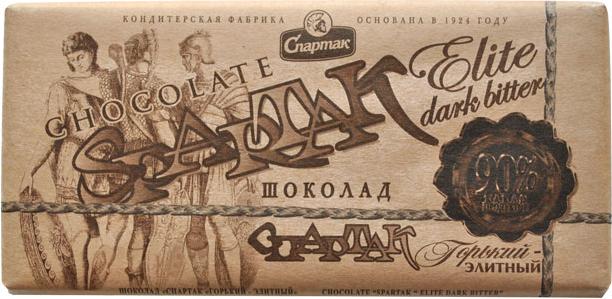 КОНДИТЕРСКАЯ ФАБРИКА
ОСНОВАНА В 1924 ГОДУ
Спартак
CHOCOLATE
SPARTAK
Elite
dark bitter
90%
ШОКОЛАД
СПАРТАК
Горький-
ЭЛИТНЫЙ
ШОКОЛАД «СПАРТАК «ГОРЬКИЙ - ЭЛИТНЫЙ»
CHOCOLATE "SPARTAK " ELITE DARK BITTER"